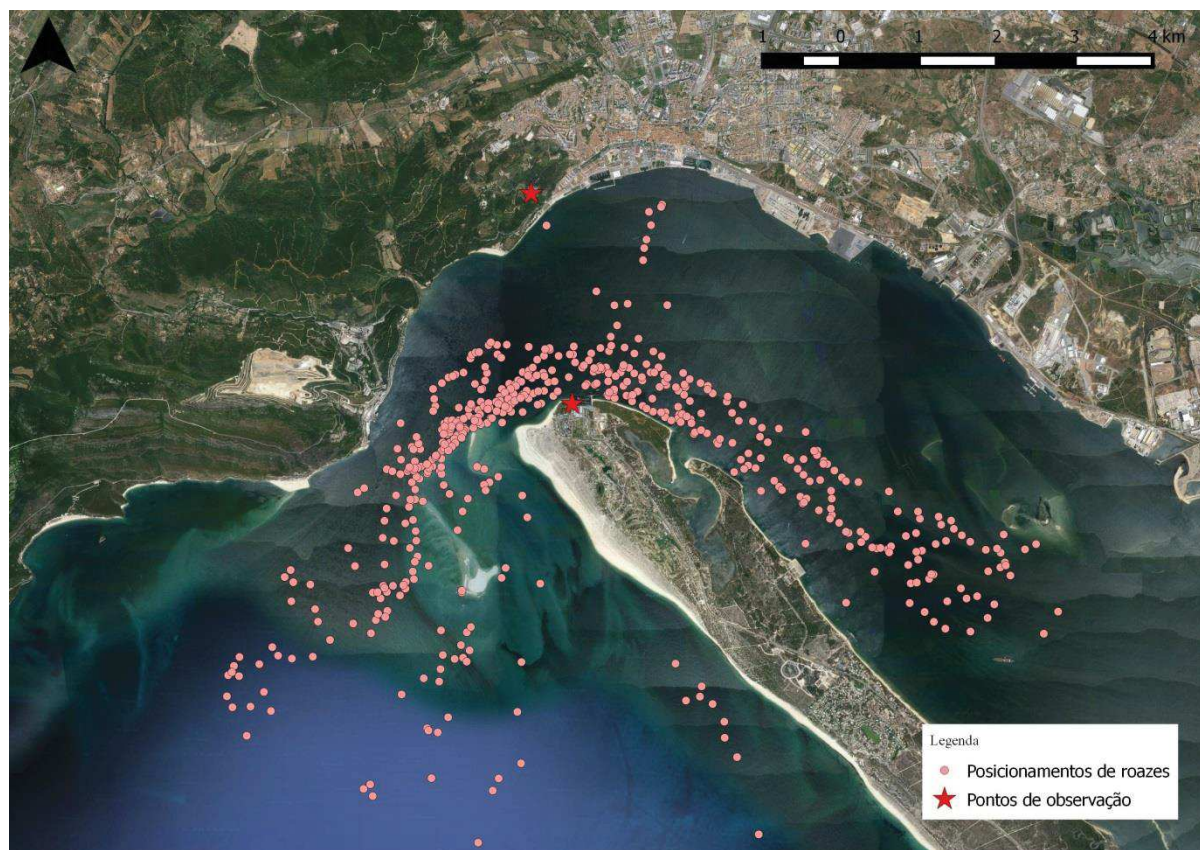 1 0 1 2 3 4 km
Legenda
Posicionamentos de roazes
Pontos de observação